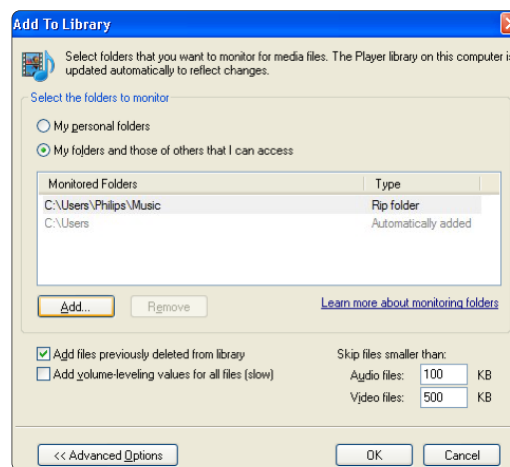 Add To Library
Select folders that you want to monitor for media files. The Player library on this computer is
updated automatically to reflect changes.
Select the folders to monitor
My personal folders
My folders and those of others that I can access
Monitored Folders Type
C:\Users\Philips\Music Rip folder
C:\Users Automatically added
Add... Remove Learn more about monitoring folders
Add files previously deleted from library Skip files smaller than:
Add volume-leveling values for all files (slow) Audio files: 100 KB
Video files: 500 KB
<< Advanced Options OK Cancel